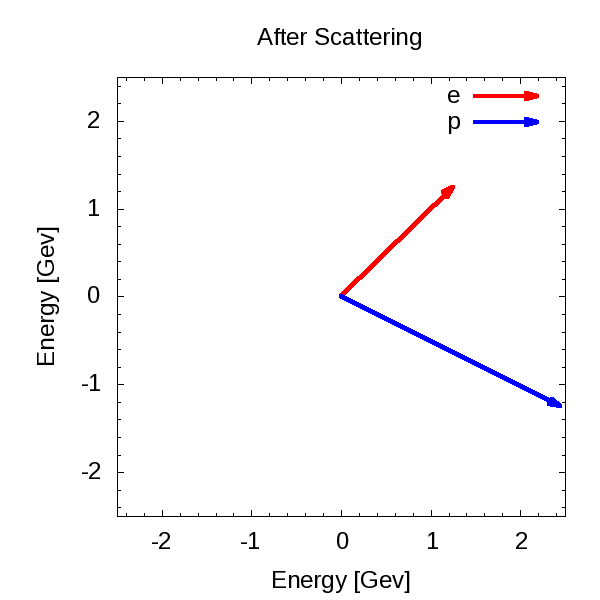 After Scattering
e
p
2
1
0
-1
-2
Energy [Gev]
-2 -1 0 1 2
Energy [Gev]